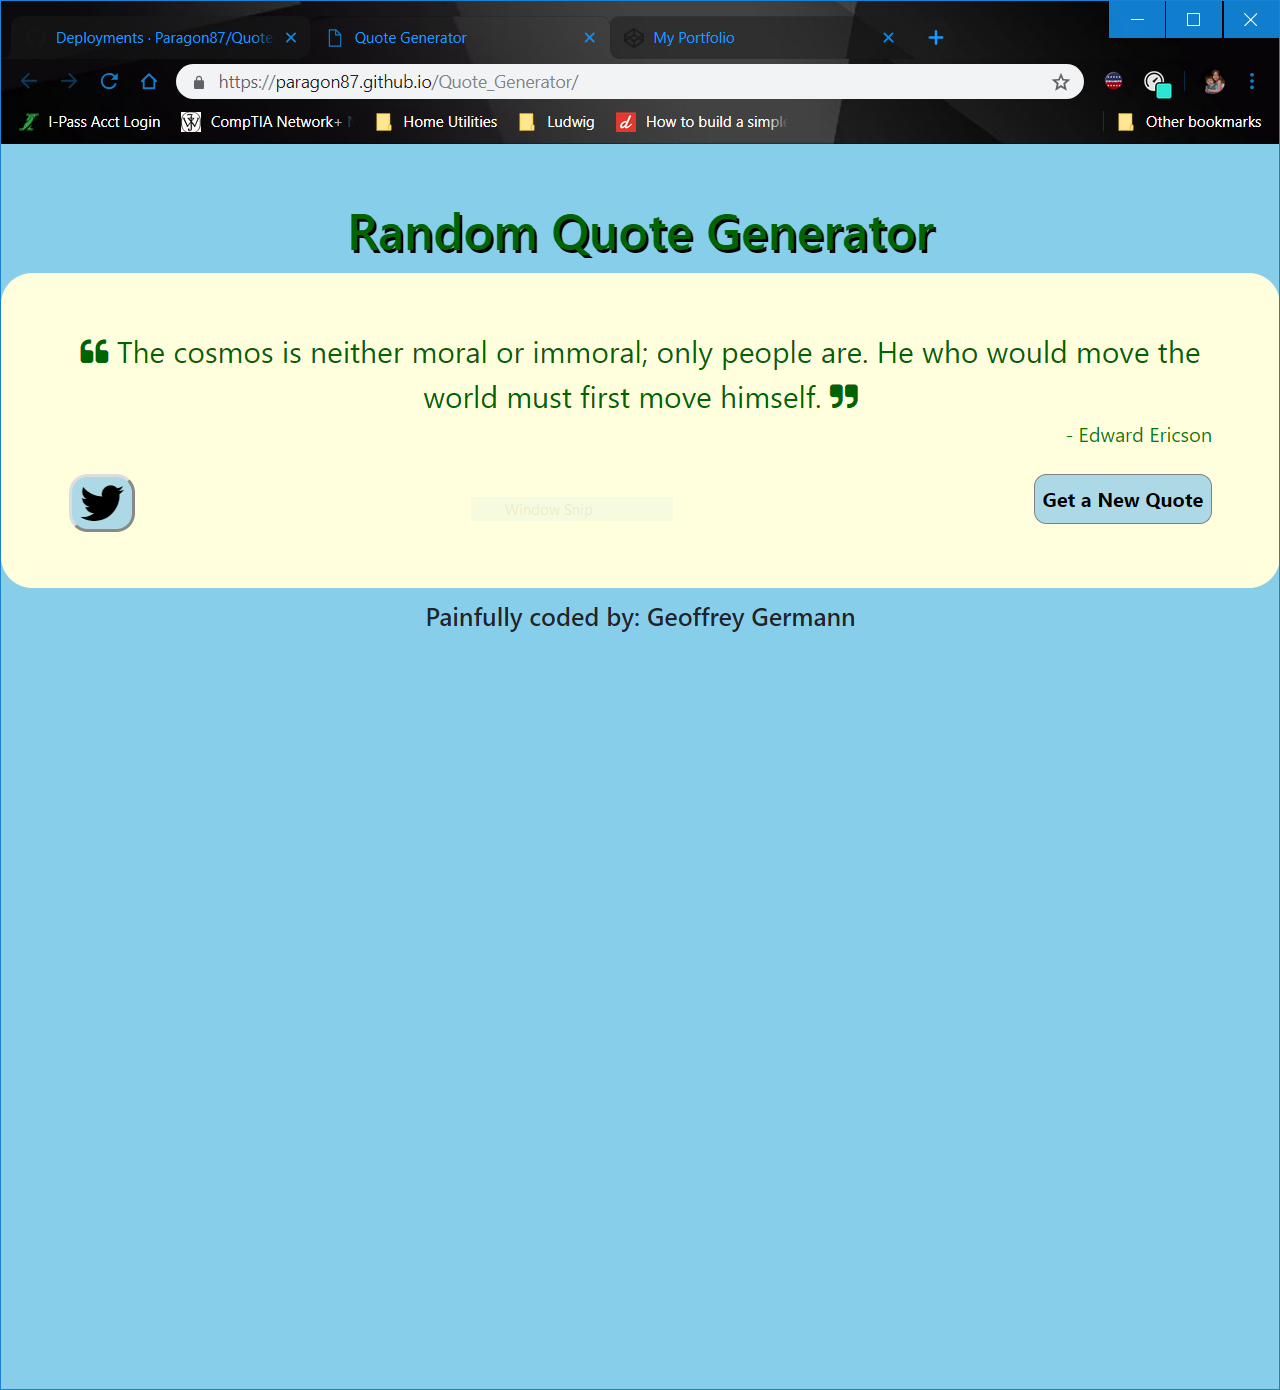 Deployments · Paragon87/Quote
Quote Generator
My Portfolio
https://paragon87.github.io/Quote_Generator/
I-Pass Acct Login
CompTIA Network+
Home Utilities
Ludwig
How to build a simple
Other bookmarks
Random Quote Generator
❝ The cosmos is neither moral or immoral; only people are. He who would move the
world must first move himself. ❞
- Edward Ericson
Window Snip
Get a New Quote
Painfully coded by: Geoffrey Germann